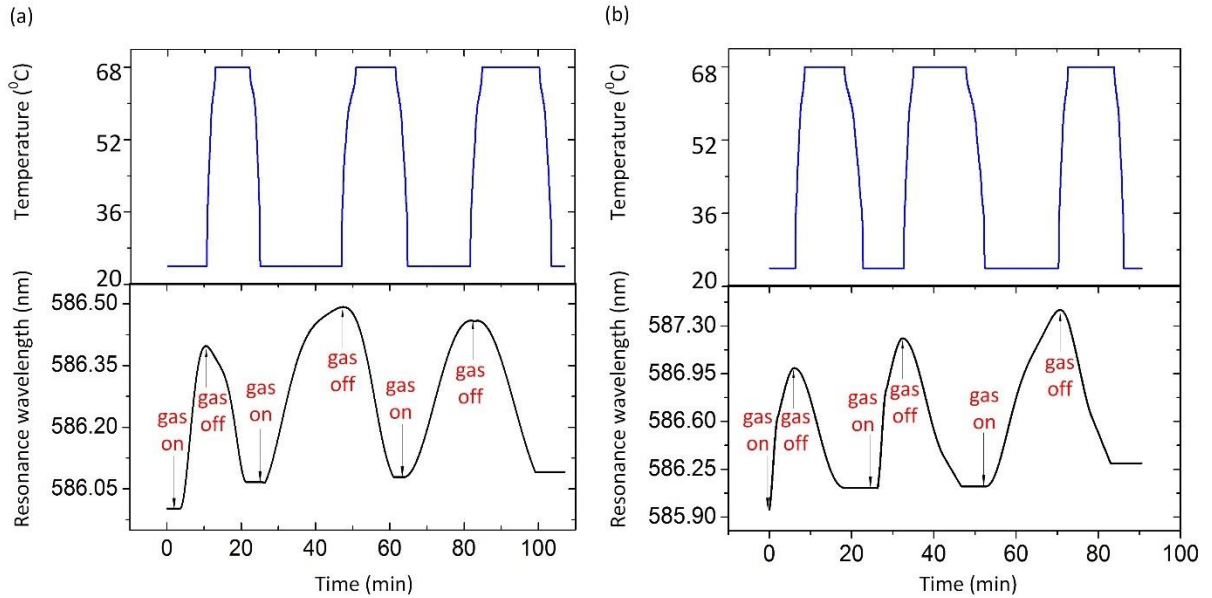 (a)
Temperature (⁰C)
68
52
36
20
Resonance wavelength (nm)
586.50
586.35
586.20
586.05
gas on
gas off
gas on
gas off
gas on
gas off
0 20 40 60 80 100
Time (min)
(b)
Temperature (⁰C)
68
52
36
20
Resonance wavelength (nm)
587.30
586.95
586.60
586.25
585.90
gas on
gas off
gas on
gas off
gas on
gas off
0 20 40 60 80 100
Time (min)